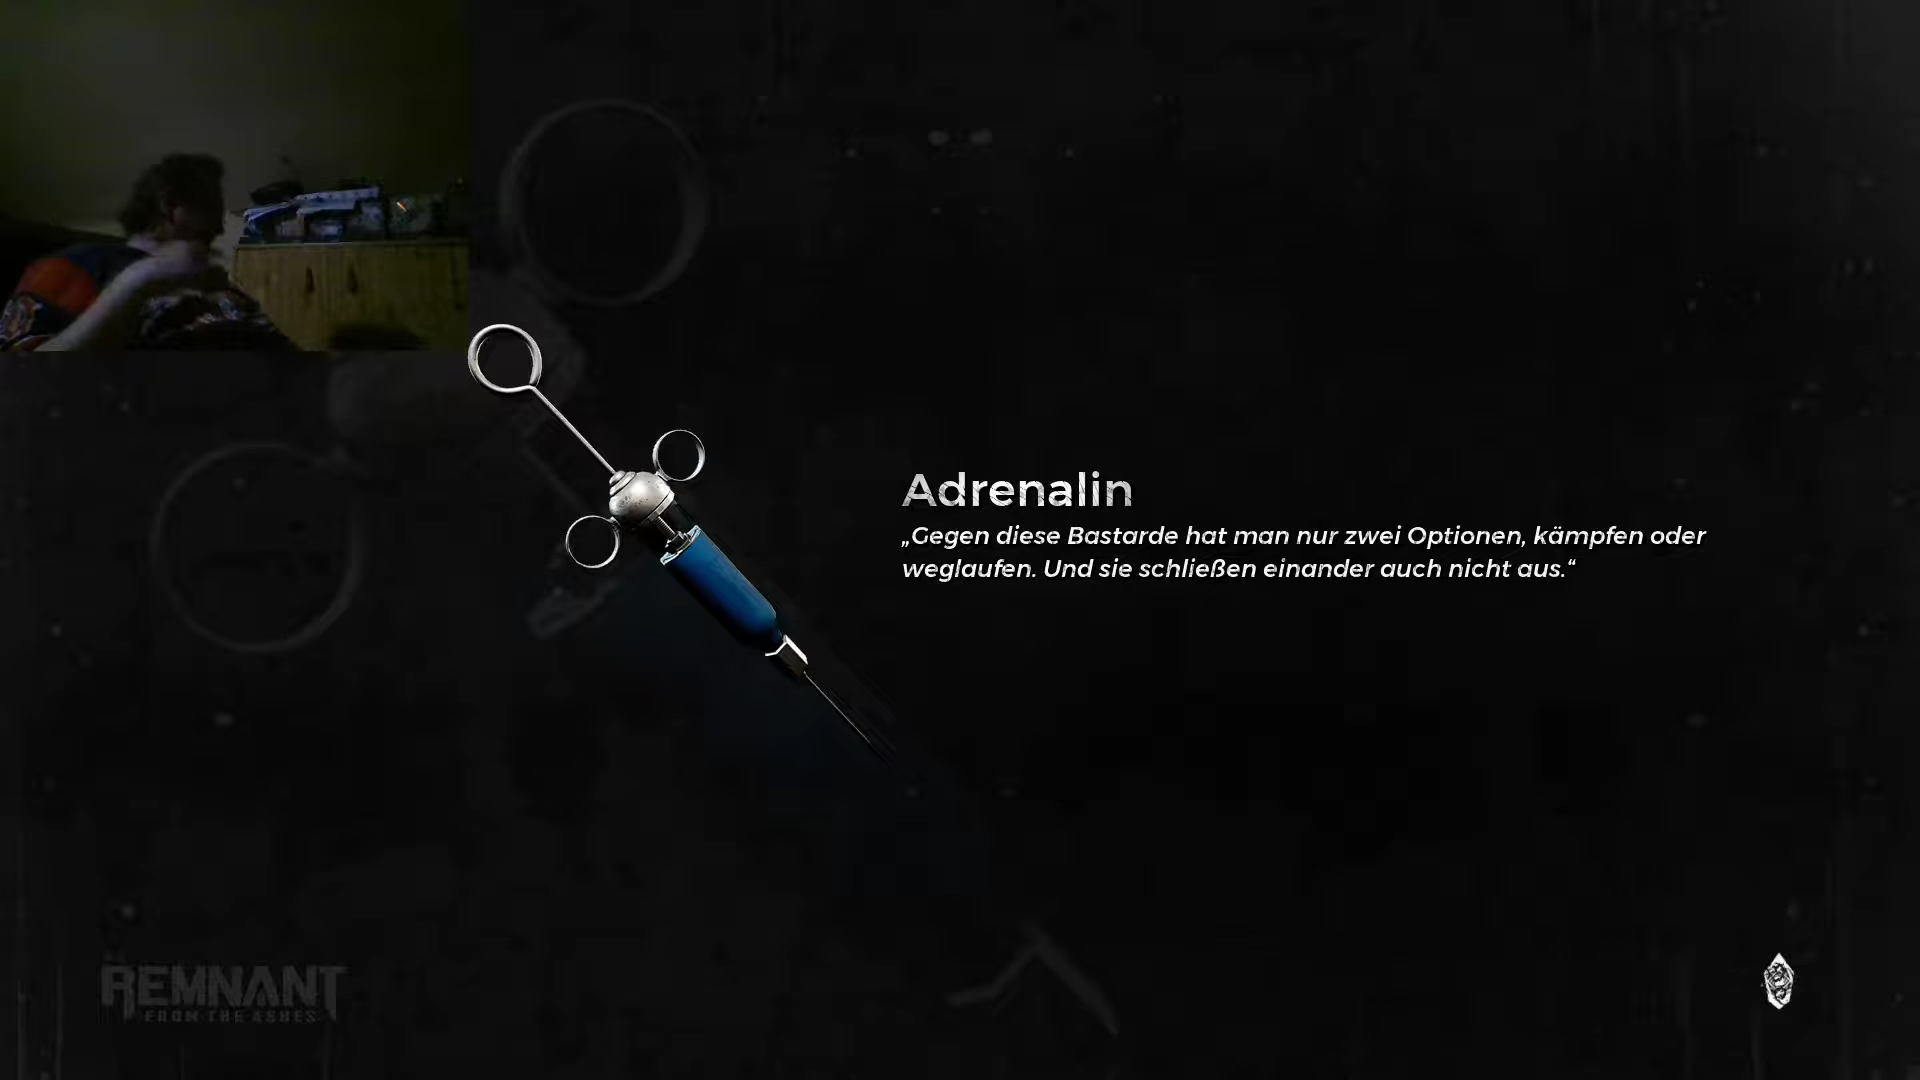 Adrenalin
„Gegen diese Bastarde hat man nur zwei Optionen, kämpfen oder
weglaufen. Und sie schließen einander auch nicht aus.“
REMNANT
FROM THE ASHES